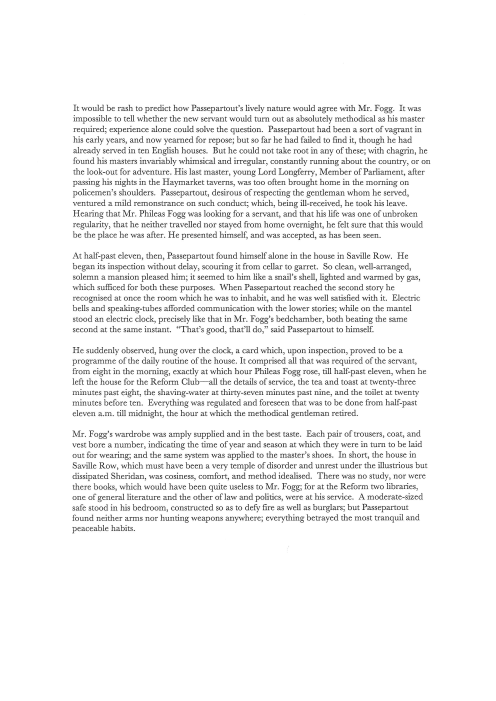 It would be rash to predict how Passepartout's lively nature would agree with Mr. Fogg.  It was
impossible to tell whether the new servant would turn out as absolutely methodical as his master
required; experience alone could solve the question.  Passepartout had been a sort of vagrant in
his early years, and now yearned for repose; but so far he had failed to find it, though he had
already served in ten English houses.  But he could not take root in any of these; with chagrin, he
found his masters invariably whimsical and irregular, constantly running about the country, or on
the look-out for adventure. His last master, young Lord Longferry, Member of Parliament, after
passing his nights in the Haymarket taverns, was too often brought home in the morning on
policemen's shoulders.  Passepartout, desirous of respecting the gentleman whom he served,
ventured a mild remonstrance on such conduct; which, being ill-received, he took his leave.
Hearing that Mr. Phileas Fogg was looking for a servant, and that his life was one of unbroken
regularity, that he neither travelled nor stayed from home overnight, he felt sure that this would
be the place he was after. He presented himself, and was accepted, as has been seen.

At half-past eleven, then, Passepartout found himself alone in the house in Saville Row.  He
began its inspection without delay, scouring it from cellar to garret.  So clean, well-arranged,
solemn a mansion pleased him; it seemed to him like a snail's shell, lighted and warmed by gas,
which sufficed for both these purposes.  When Passepartout reached the second story he
recognised at once the room which he was to inhabit, and he was well satisfied with it.  Electric
bells and speaking-tubes afforded communication with the lower stories; while on the mantel
stood an electric clock, precisely like that in Mr. Fogg's bedchamber, both beating the same
second at the same instant.  "That's good, that'll do," said Passepartout to himself.

He suddenly observed, hung over the clock, a card which, upon inspection, proved to be a
programme of the daily routine of the house. It comprised all that was required of the servant,
from eight in the morning, exactly at which hour Phileas Fogg rose, till half-past eleven, when he
left the house for the Reform Club—all the details of service, the tea and toast at twenty-three
minutes past eight, the shaving-water at thirty-seven minutes past nine, and the toilet at twenty
minutes before ten.  Everything was regulated and foreseen that was to be done from half-past
eleven a.m. till midnight, the hour at which the methodical gentleman retired.

Mr. Fogg's wardrobe was amply supplied and in the best taste.  Each pair of trousers, coat, and
vest bore a number, indicating the time of year and season at which they were in turn to be laid
out for wearing; and the same system was applied to the master's shoes.  In short, the house in
Saville Row, which must have been a very temple of disorder and unrest under the illustrious but
dissipated Sheridan, was cosiness, comfort, and method idealised.  There was no study, nor were
there books, which would have been quite useless to Mr. Fogg; for at the Reform two libraries,
one of general literature and the other of law and politics, were at his service.  A moderate-sized
safe stood in his bedroom, constructed so as to defy fire as well as burglars; but Passepartout
found neither arms nor hunting weapons anywhere; everything betrayed the most tranquil and
peaceable habits.